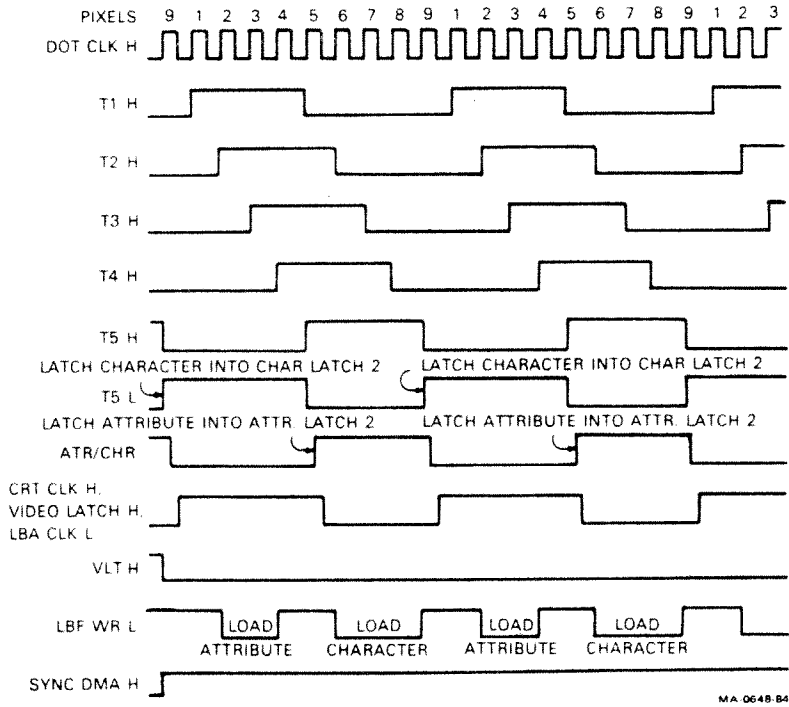 PIXELS 9 1 2 3 4 5 6 7 8 9 1 2 3 4 5 6 7 8 9 1 2 3
DOT CLK H
T1 H
T2 H
T3 H
T4 H
T5 H
LATCH CHARACTER INTO CHAR LATCH 2 LATCH CHARACTER INTO CHAR LATCH 2
T5 L
LATCH ATTRIBUTE INTO ATTR. LATCH 2 LATCH ATTRIBUTE INTO ATTR. LATCH 2
ATR/CHR
CRT CLK H,
VIDEO LATCH H,
LBA CLK L
VLT H
LBF WR L LOAD LOAD LOAD LOAD
ATTRIBUTE CHARACTER ATTRIBUTE CHARACTER
SYNC DMA H
MA-0648-84